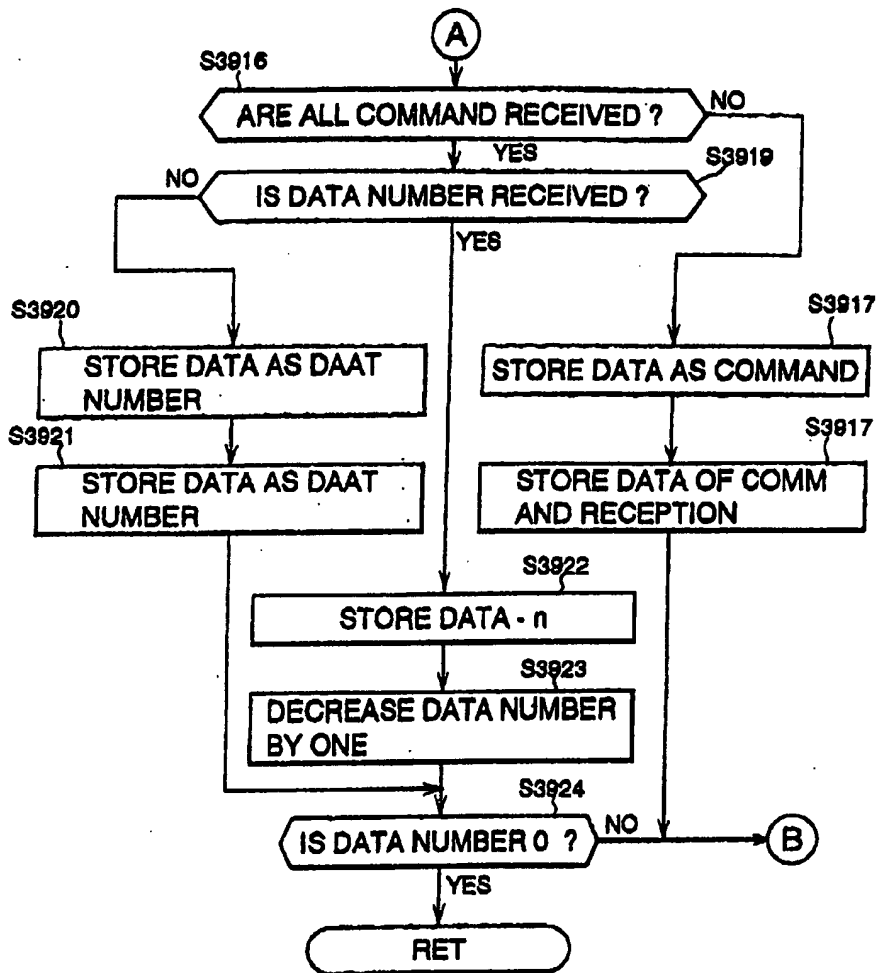 A
S3916
ARE ALL COMMAND RECEIVED ?
NO
YES
S3919
NO
IS DATA NUMBER RECEIVED ?
YES
S3920
STORE DATA AS DAAT
NUMBER
S3917
STORE DATA AS COMMAND
S3921
STORE DATA AS DAAT
NUMBER
S3917
STORE DATA OF COMM
AND RECEPTION
S3922
STORE DATA - n
S3923
DECREASE DATA NUMBER
BY ONE
S3924
IS DATA NUMBER 0 ?
NO
B
YES
RET